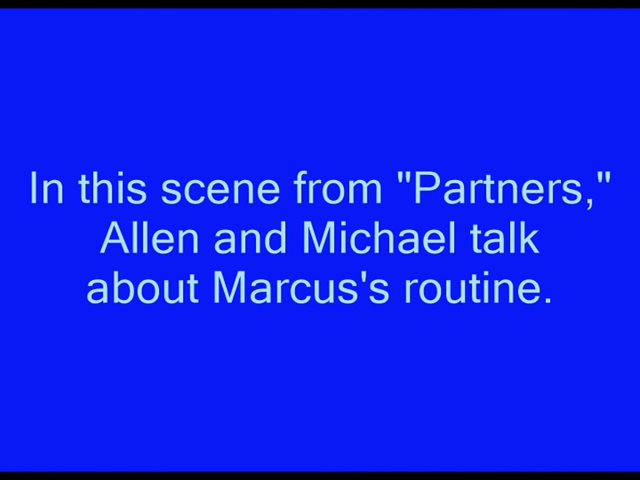 In this scene from "Partners,"
Allen and Michael talk
about Marcus's routine.